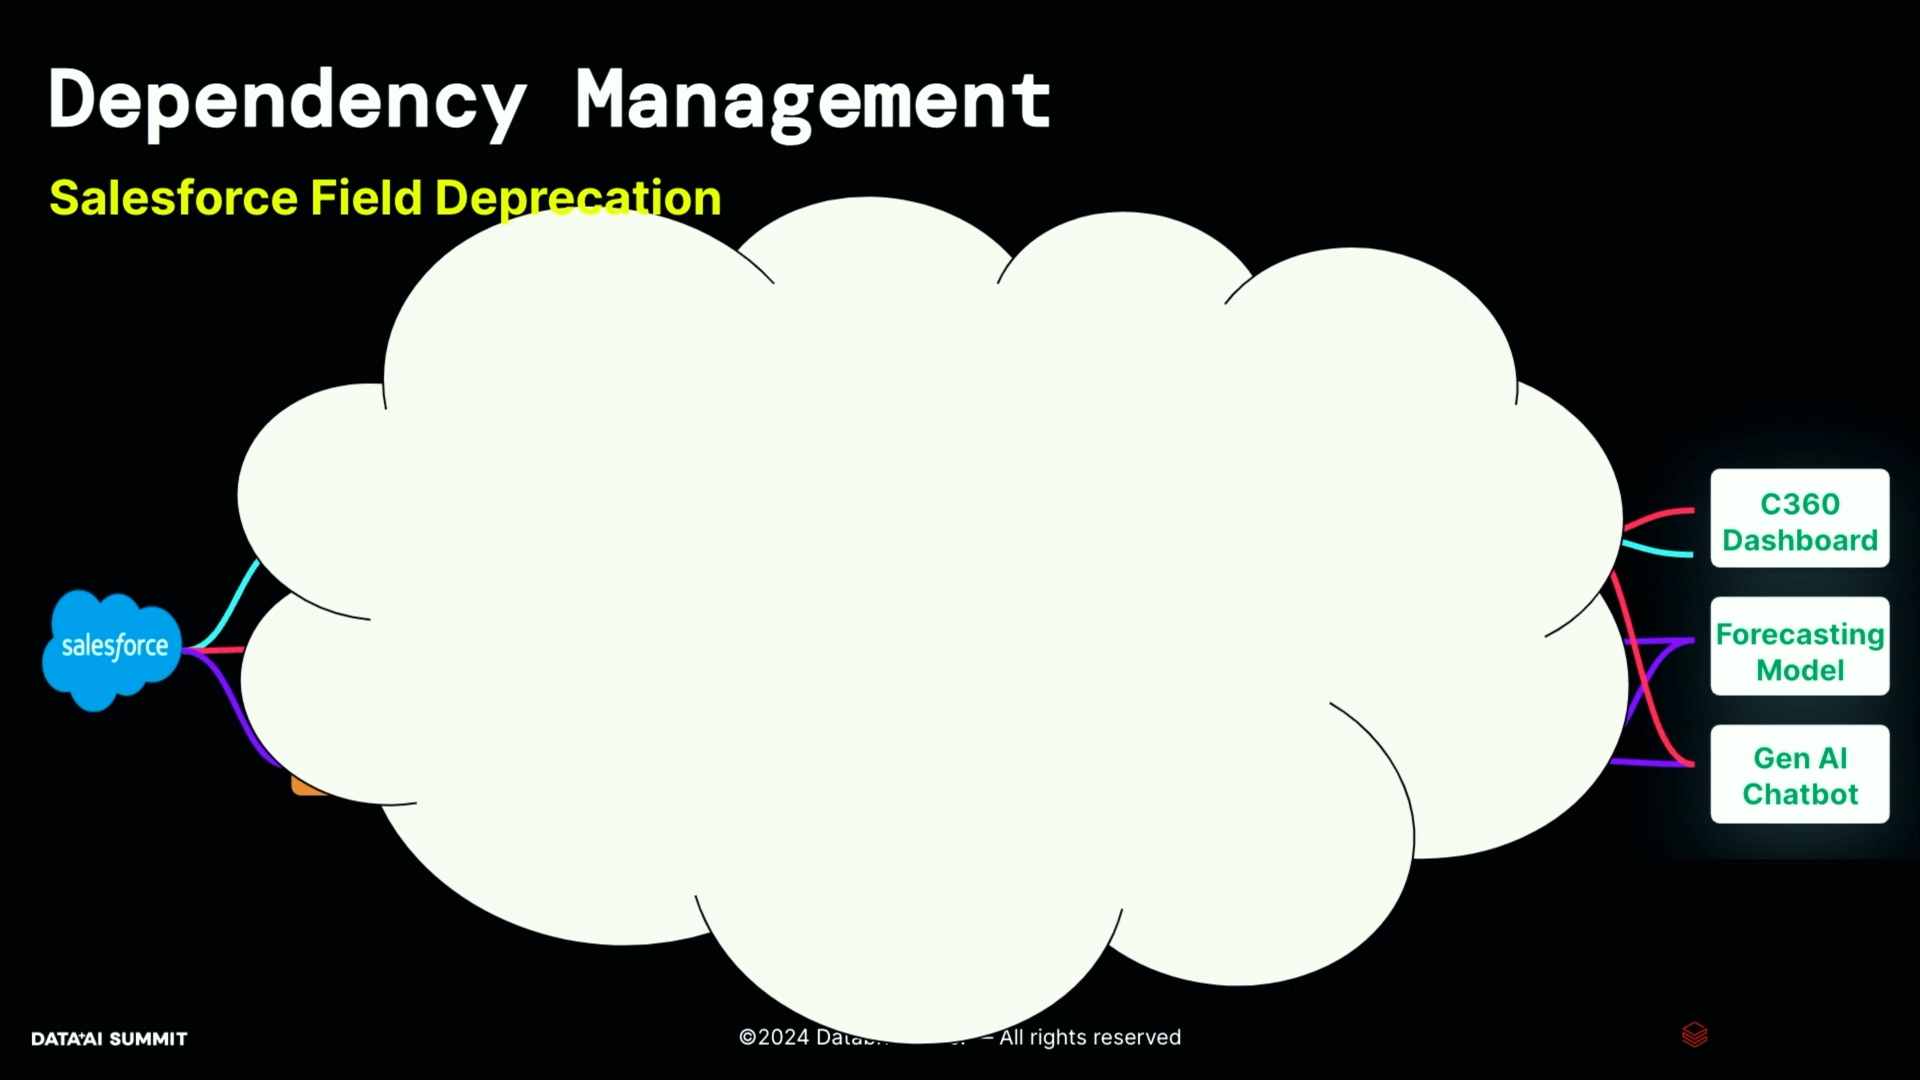 Dependency Management
Salesforce Field Deprecation
salesforce
C360
Dashboard
Forecasting
Model
Gen AI
Chatbot
DATA+AI SUMMIT
©2024 — All rights reserved